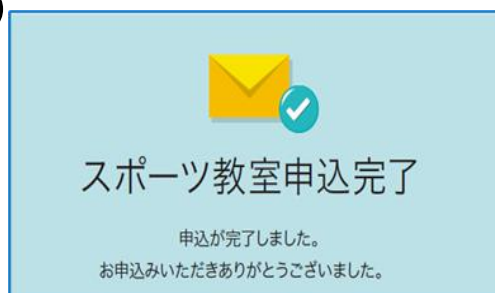 スポーツ教室申込完了
申込が完了しました。
お申込みいただきありがとうございました。